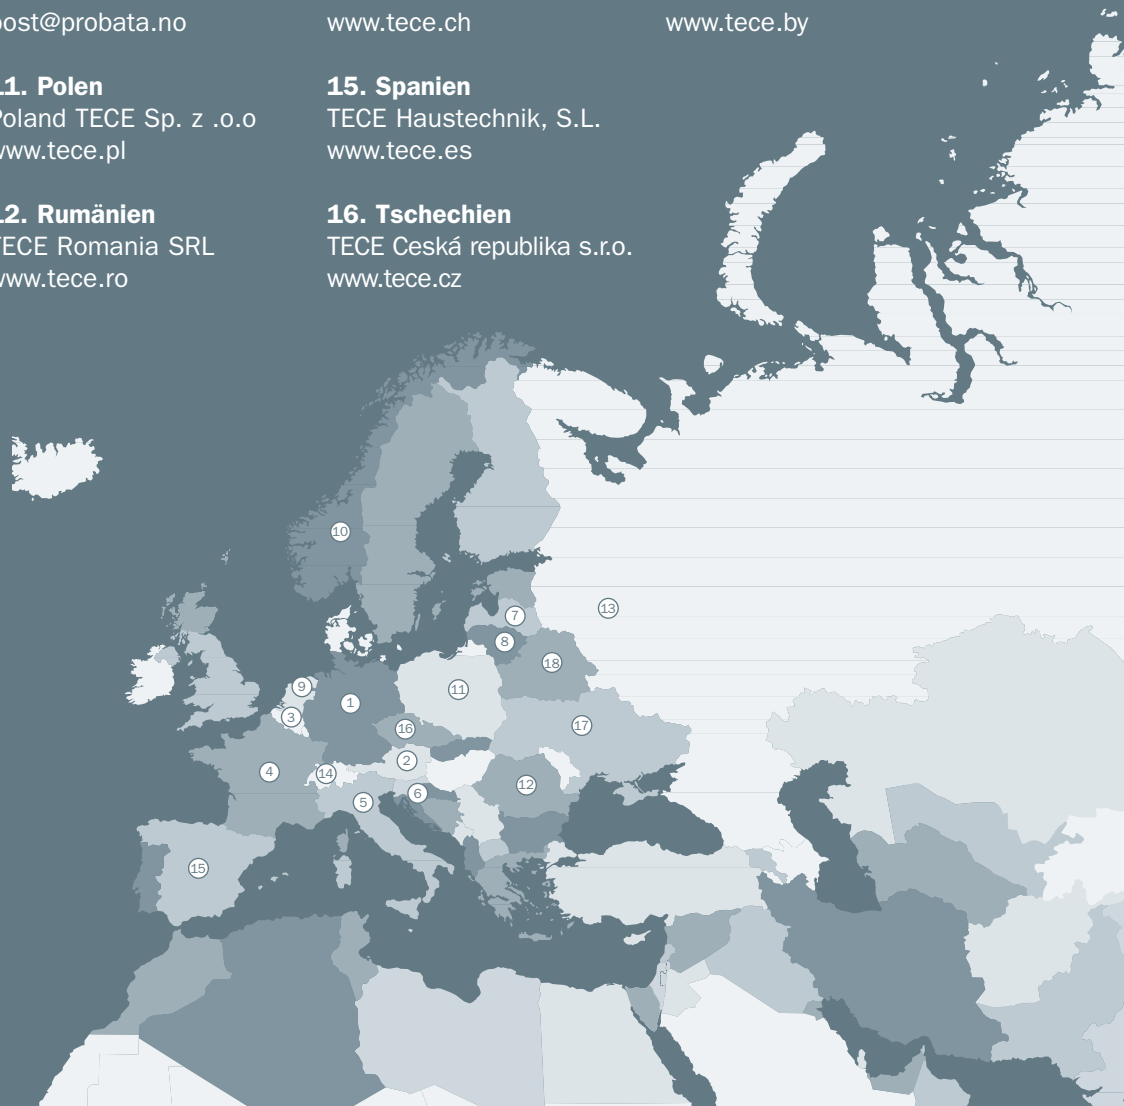 post@probata.no
11. Polen
Poland TECE Sp. z .o.o
www.tece.pl
12. Rumänien
TECE Romania SRL
www.tece.ro
www.tece.ch
15. Spanien
TECE Haustechnik, S.L.
www.tece.es
16. Tschechien
TECE Ceská republika s.r.o.
www.tece.cz
www.tece.by
10
13
7
8
18
9
1
11
3
16
17
2
4
14
12
6
5
15